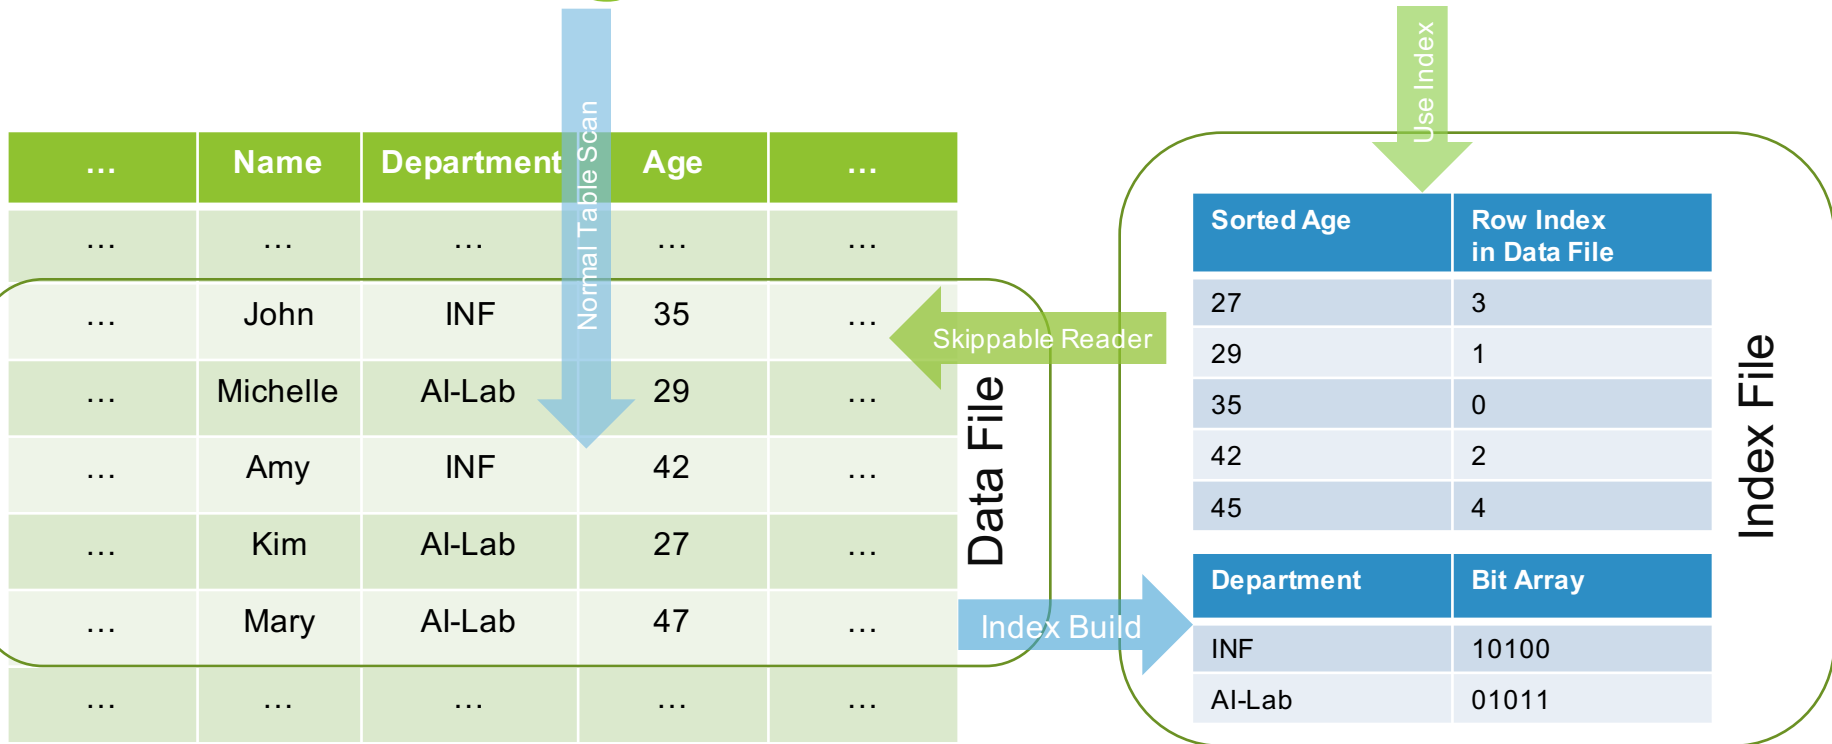 Normal Table Scan
Use Index
… Name Department Age …
… … … … …
… John INF 35 …
… Michelle AI-Lab 29 …
… Amy INF 42 …
… Kim AI-Lab 27 …
… Mary AI-Lab 47 …
… … … … …
Data File
Skippable Reader
Index Build
Sorted Age Row Index
in Data File
27 3
29 1
35 0
42 2
45 4
Department Bit Array
INF 10100
AI-Lab 01011
Index File